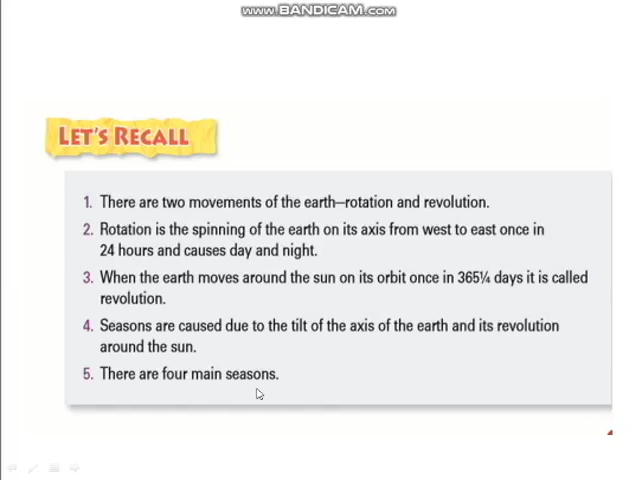 www.BANDICAM.com
LET'S RECALL
1. There are two movements of the earth—rotation and revolution.
2. Rotation is the spinning of the earth on its axis from west to east once in
24 hours and causes day and night.
3. When the earth moves around the sun on its orbit once in 365¼ days it is called
revolution.
4. Seasons are caused due to the tilt of the axis of the earth and its revolution
around the sun.
5. There are four main seasons.